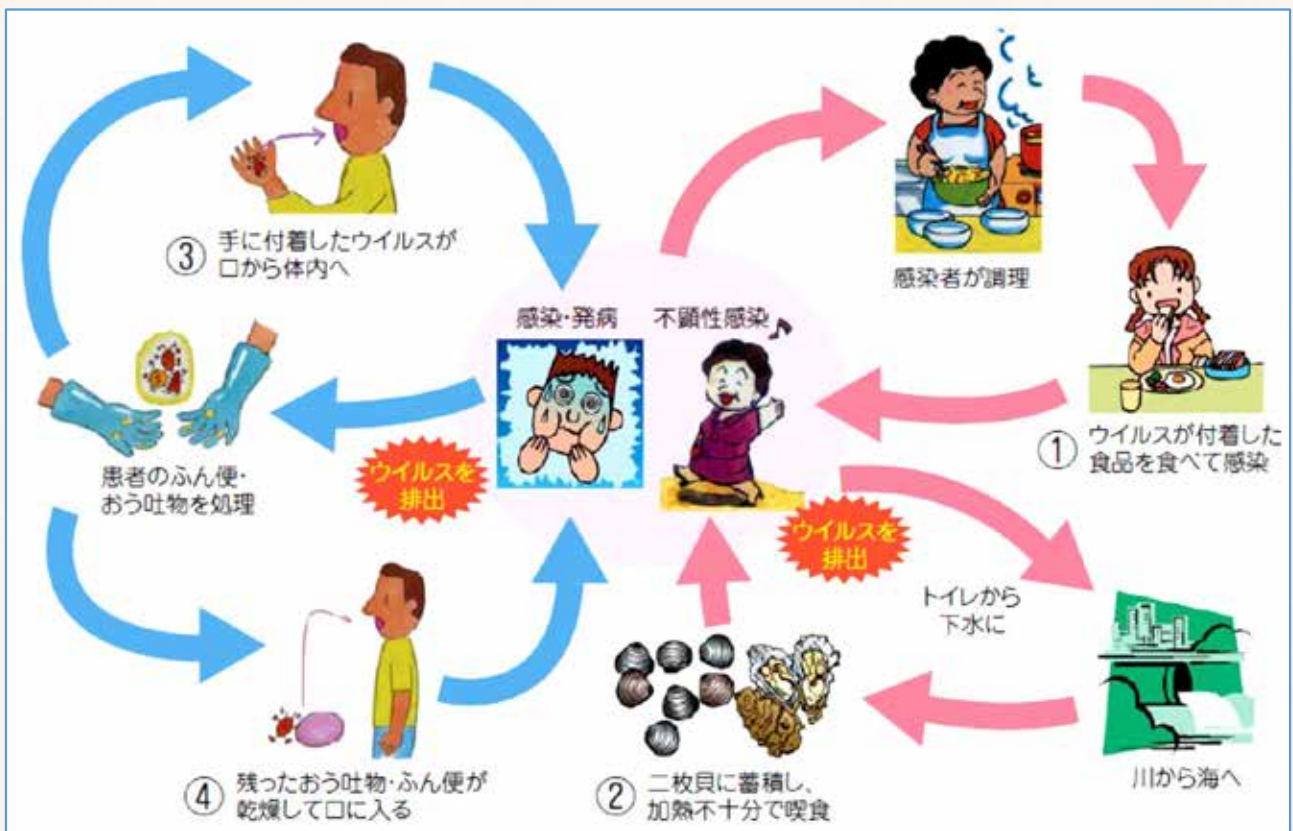 ③ 手に付着したウイルスが
口から体内へ
感染・発病
不顕性感染
感染者が調理
① ウイルスが付着した
食品を食べて感染
患者のふん便・
おう吐物を処理
ウイルスを
排出
ウイルスを
排出
トイレから
下水に
川から海へ
② 二枚貝に蓄積し、
加熱不十分で喫食
④ 残ったおう吐物・ふん便が
乾燥して口に入る